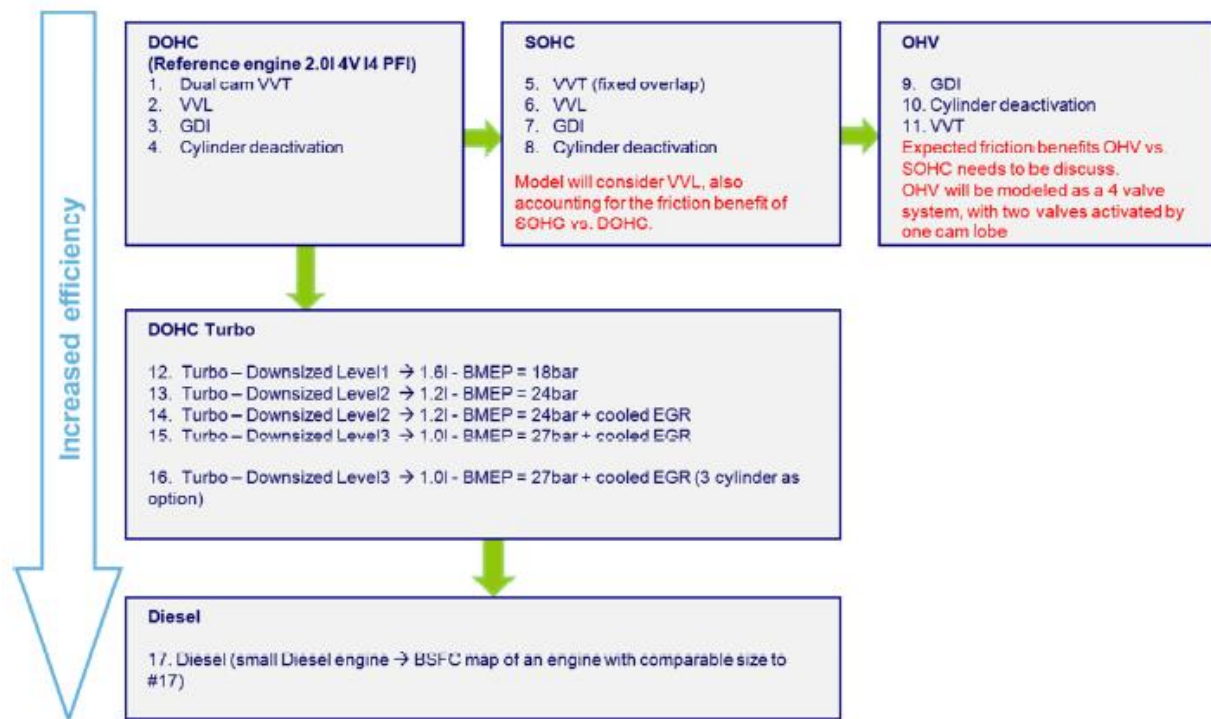 Increased efficiency
DOHC
(Reference engine 2.0l 4V I4 PFI)
1. Dual cam VVT
2. VVL
3. GDI
4. Cylinder deactivation
SOHC
5. VVT (fixed overlap)
6. VVL
7. GDI
8. Cylinder deactivation
Model will consider VVL, also
accounting for the friction benefit of
SOHC vs. DOHC.
OHV
9. GDI
10. Cylinder deactivation
11. VVT
Expected friction benefits OHV vs.
SOHC needs to be discuss.
OHV will be modeled as a 4 valve
system, with two valves activated by
one cam lobe
DOHC Turbo
12. Turbo – Downsized Level1 → 1.6l - BMEP = 18bar
13. Turbo – Downsized Level2 → 1.2l - BMEP = 24bar
14. Turbo – Downsized Level2 → 1.2l - BMEP = 24bar + cooled EGR
15. Turbo – Downsized Level3 → 1.0l - BMEP = 27bar + cooled EGR
16. Turbo – Downsized Level3 → 1.0l - BMEP = 27bar + cooled EGR (3 cylinder as
option)
Diesel
17. Diesel (small Diesel engine → BSFC map of an engine with comparable size to
#17)